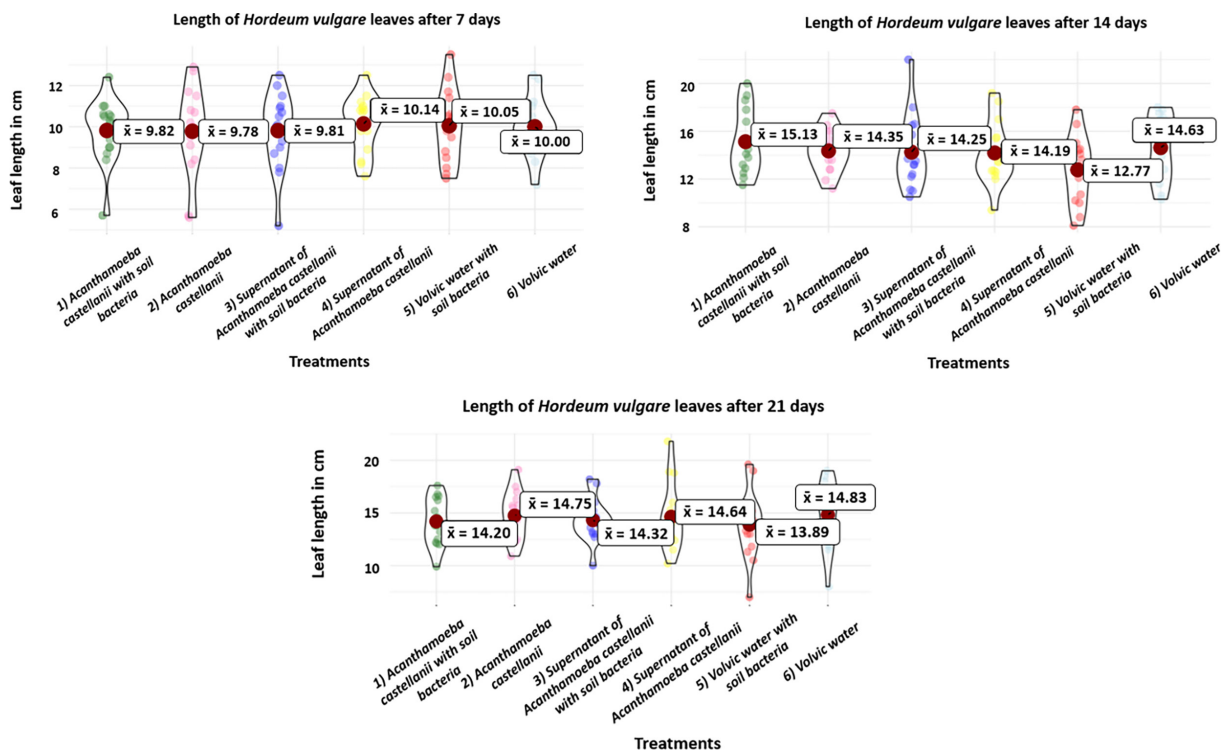 Length of Hordeum vulgare leaves after 7 days
Leaf length in cm
12
10
8
6
x̄ = 9.82
x̄ = 9.78
x̄ = 9.81
x̄ = 10.14
x̄ = 10.05
x̄ = 10.00
1) Acanthamoeba
castellanii with soil
bacteria
2) Acanthamoeba
castellanii
3) Supernatant of
Acanthamoeba castellanii
with soil bacteria
4) Supernatant of
Acanthamoeba castellanii
5) Volvic water with
soil bacteria
6) Volvic water
Treatments
Length of Hordeum vulgare leaves after 14 days
Leaf length in cm
20
16
12
8
x̄ = 15.13
x̄ = 14.35
x̄ = 14.25
x̄ = 14.19
x̄ = 12.77
x̄ = 14.63
1) Acanthamoeba
castellanii with soil
bacteria
2) Acanthamoeba
castellanii
3) Supernatant of
Acanthamoeba castellanii
with soil bacteria
4) Supernatant of
Acanthamoeba castellanii
5) Volvic water with
soil bacteria
6) Volvic water
Treatments
Length of Hordeum vulgare leaves after 21 days
Leaf length in cm
20
15
10
x̄ = 14.20
x̄ = 14.75
x̄ = 14.32
x̄ = 14.64
x̄ = 13.89
x̄ = 14.83
1) Acanthamoeba
castellanii with soil
bacteria
2) Acanthamoeba
castellanii
3) Supernatant of
Acanthamoeba castellanii
with soil bacteria
4) Supernatant of
Acanthamoeba castellanii
5) Volvic water with
soil bacteria
6) Volvic water
Treatments